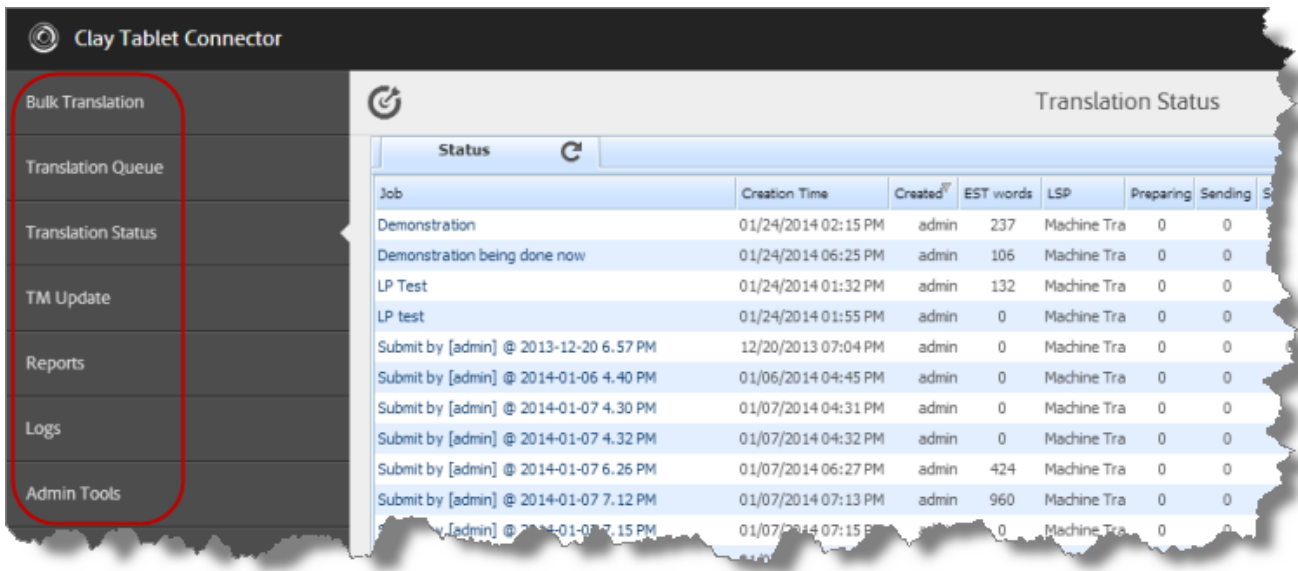 Clay Tablet Connector
Bulk Translation
Translation Queue
Translation Status
TM Update
Reports
Logs
Admin Tools
Translation Status
Status
Job Creation Time Created EST words LSP Preparing Sending
Demonstration 01/24/2014 02:15 PM admin 237 Machine Tra 0 0
Demonstration being done now 01/24/2014 06:25 PM admin 106 Machine Tra 0 0
LP Test 01/24/2014 01:32 PM admin 132 Machine Tra 0 0
LP test 01/24/2014 01:55 PM admin 0 Machine Tra 0 0
Submit by [admin] @ 2013-12-20 6.57 PM 12/20/2013 07:04 PM admin 0 Machine Tra 0 0
Submit by [admin] @ 2014-01-06 4.40 PM 01/06/2014 04:45 PM admin 0 Machine Tra 0 0
Submit by [admin] @ 2014-01-07 4.30 PM 01/07/2014 04:31 PM admin 0 Machine Tra 0 0
Submit by [admin] @ 2014-01-07 4.32 PM 01/07/2014 04:32 PM admin 0 Machine Tra 0 0
Submit by [admin] @ 2014-01-07 6.26 PM 01/07/2014 06:27 PM admin 424 Machine Tra 0 0
Submit by [admin] @ 2014-01-07 7.12 PM 01/07/2014 07:13 PM admin 960 Machine Tra 0 0
[admin] @ 7.15 PM 07:15 0 Machine Tra 0